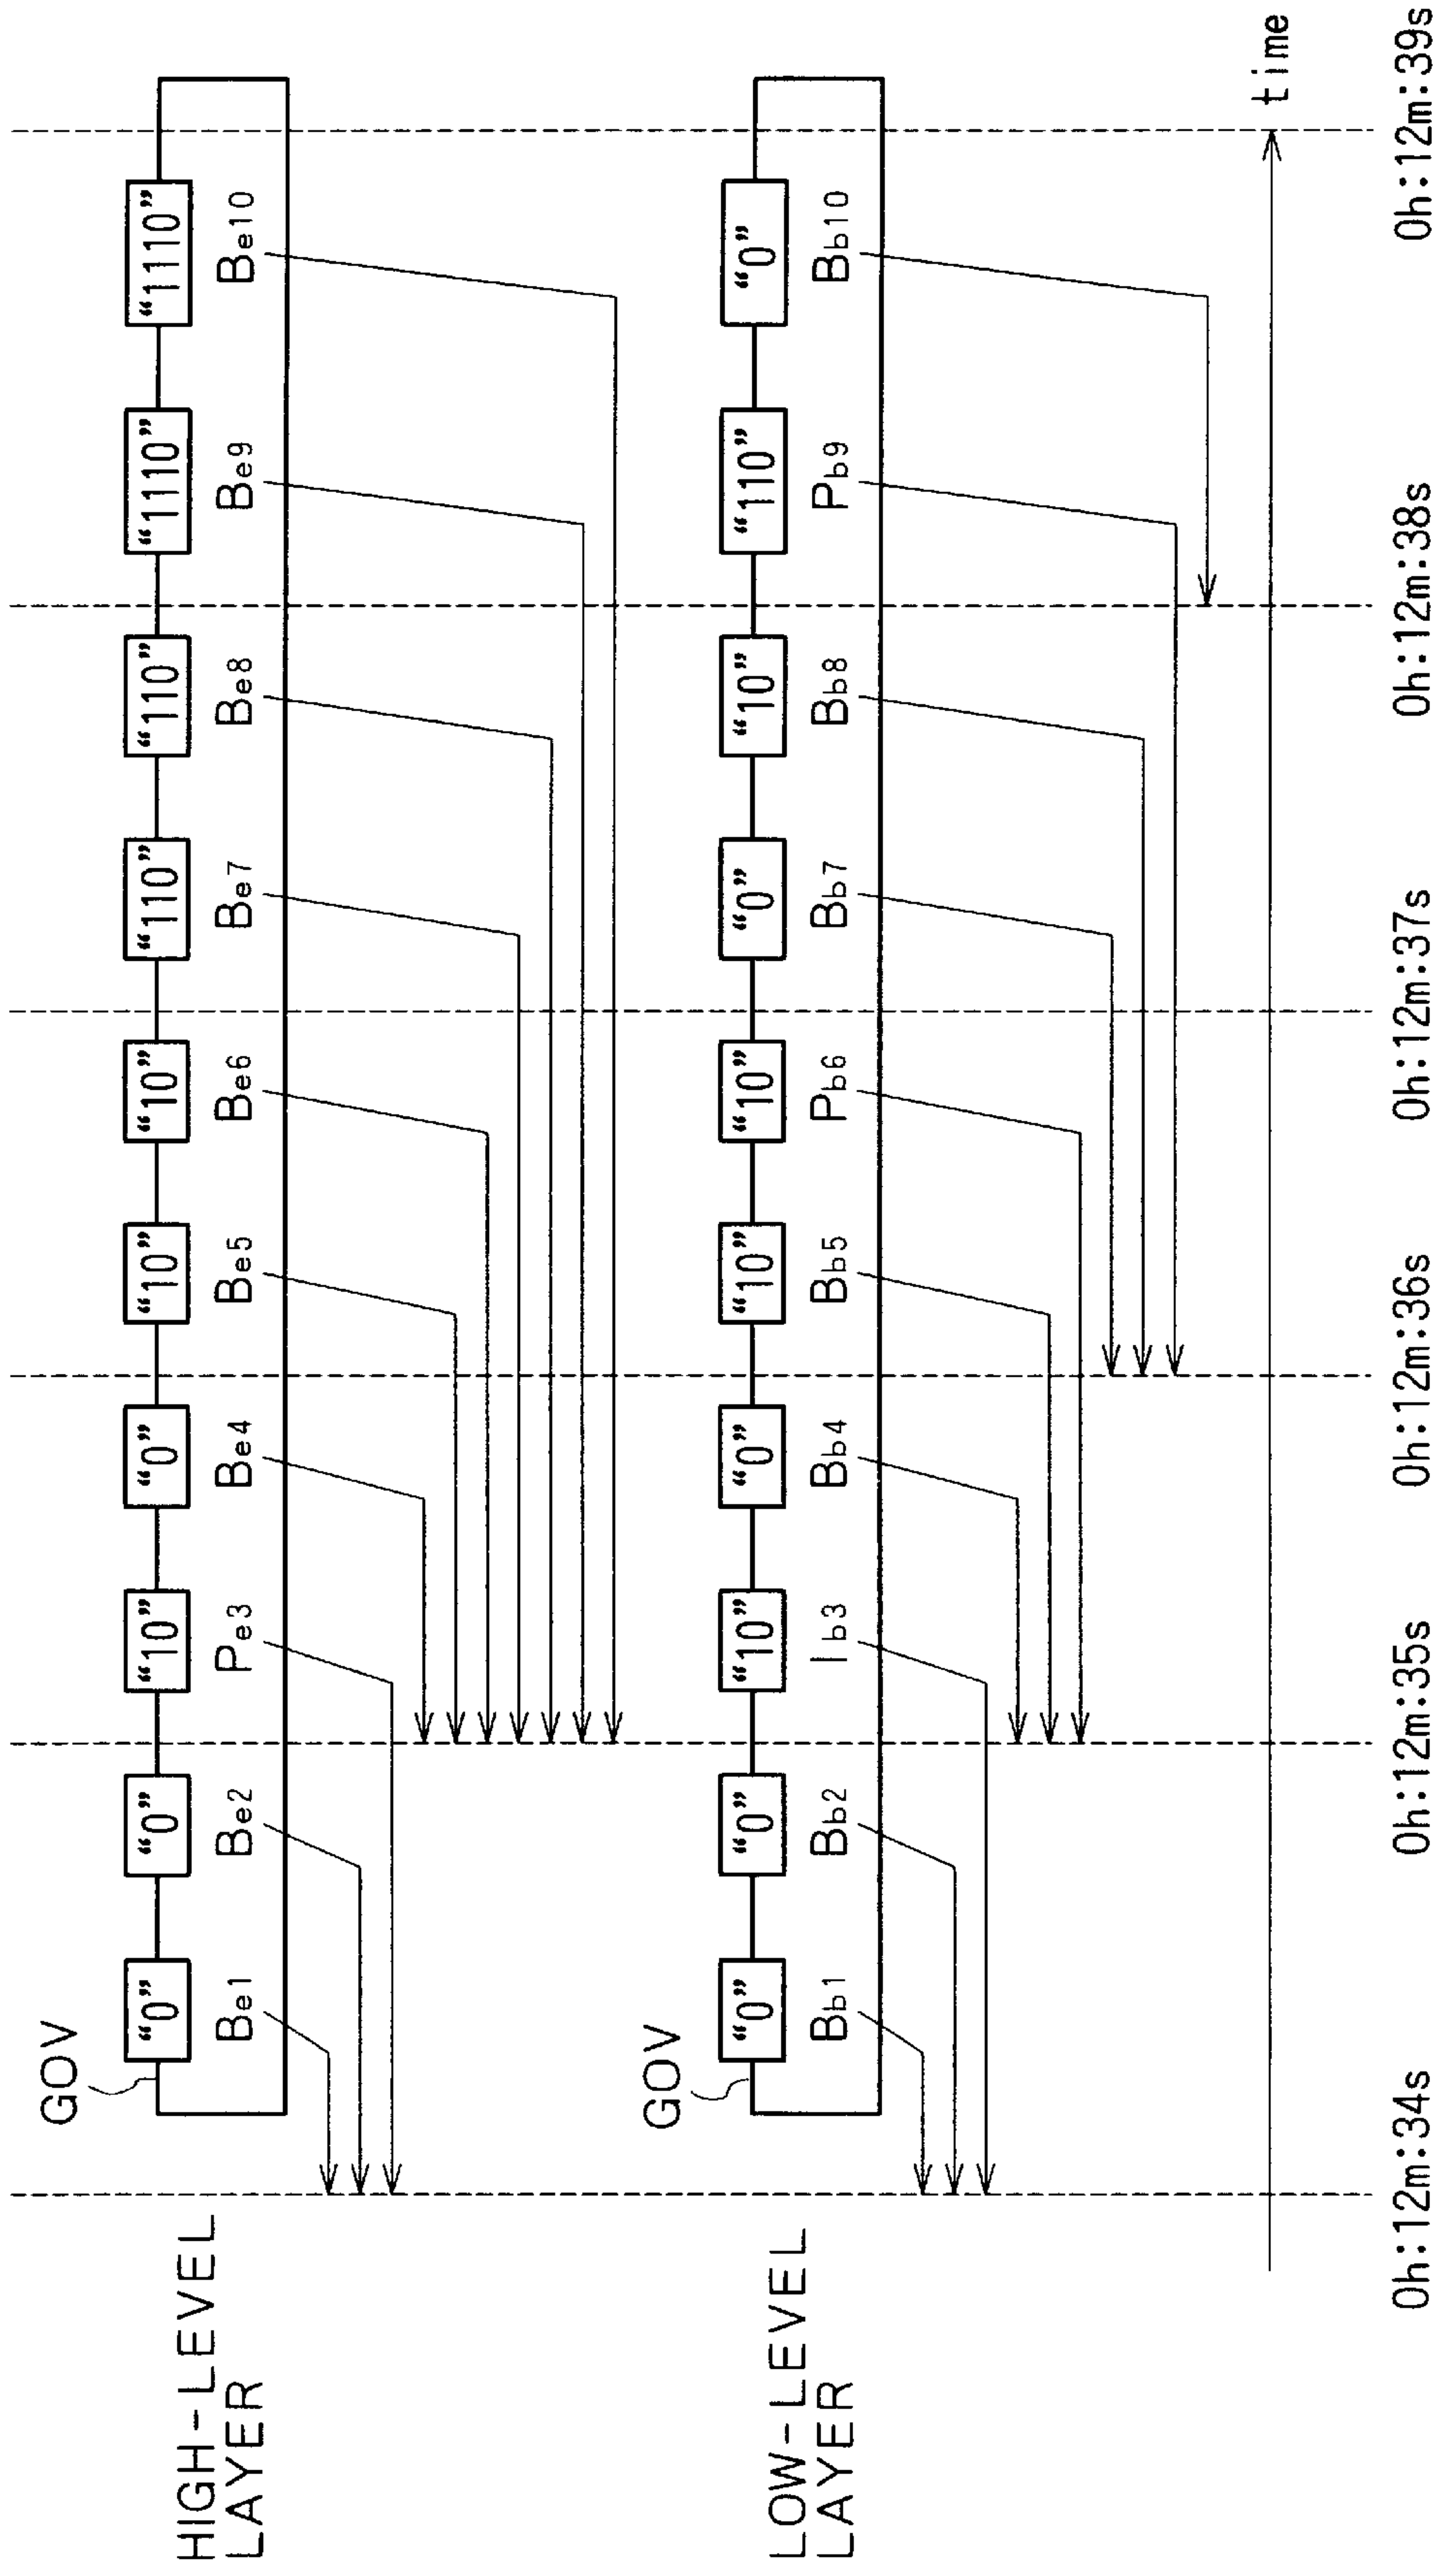 HIGH-LEVEL
LAYER
GOV
“0” “0” “10” “0” “10” “10” “110” “110” “1110” “1110”
Be1 Be2 Pe3 Be4 Be5 Be6 Be7 Be8 Be9 Be10
LOW-LEVEL
LAYER
GOV
“0” “0” “10” “0” “10” “10” “0” “10” “110” “0”
Bb1 Bb2 Ib3 Bb4 Bb5 Pb6 Bb7 Bb8 Pb9 Bb10
time
0h:12m:34s 0h:12m:35s 0h:12m:36s 0h:12m:37s 0h:12m:38s 0h:12m:39s